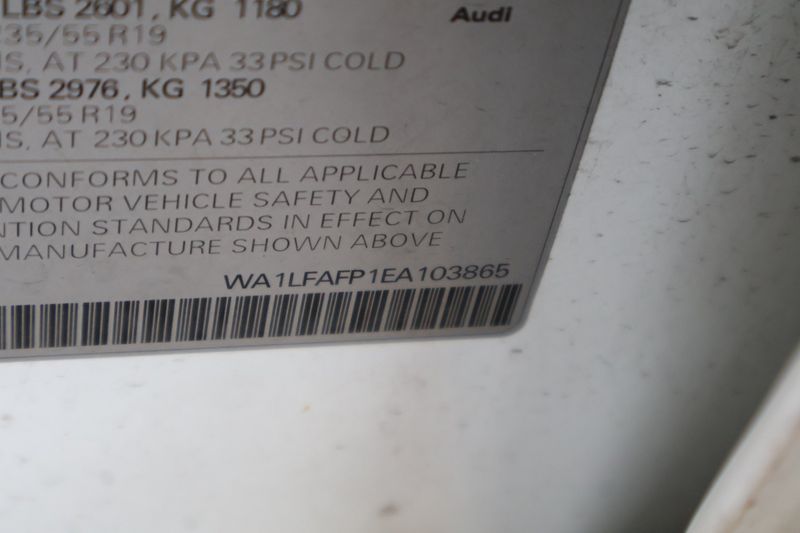 LBS 2601, KG 1180
Audi
235/55 R19
IS, AT 230 KPA 33 PSI COLD
BS 2976, KG 1350
5/55 R19
IS, AT 230 KPA 33 PSI COLD
CONFORMS TO ALL APPLICABLE
MOTOR VEHICLE SAFETY AND
NTION STANDARDS IN EFFECT ON
MANUFACTURE SHOWN ABOVE
WA1LFAFP1EA103865